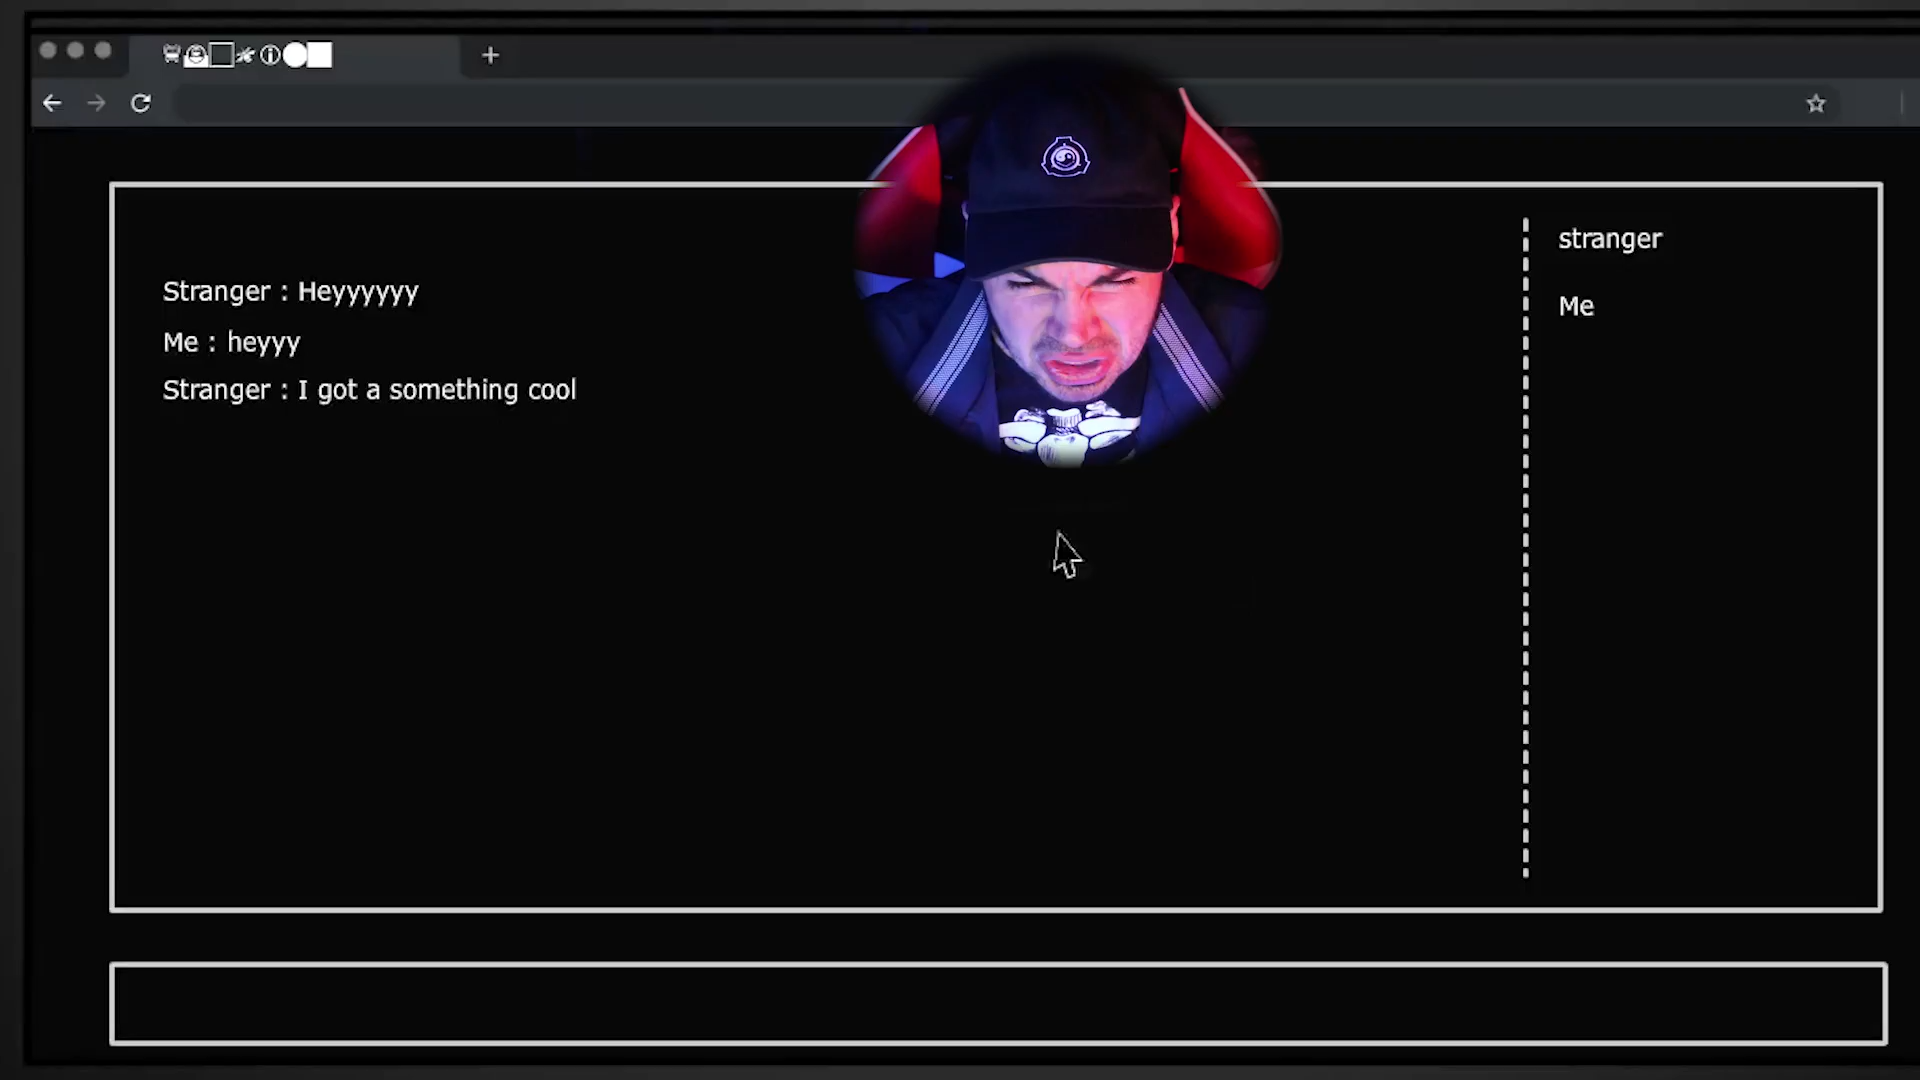 Stranger : Heyyyyyy
Me : heyyy
Stranger : I got a something cool
stranger
Me